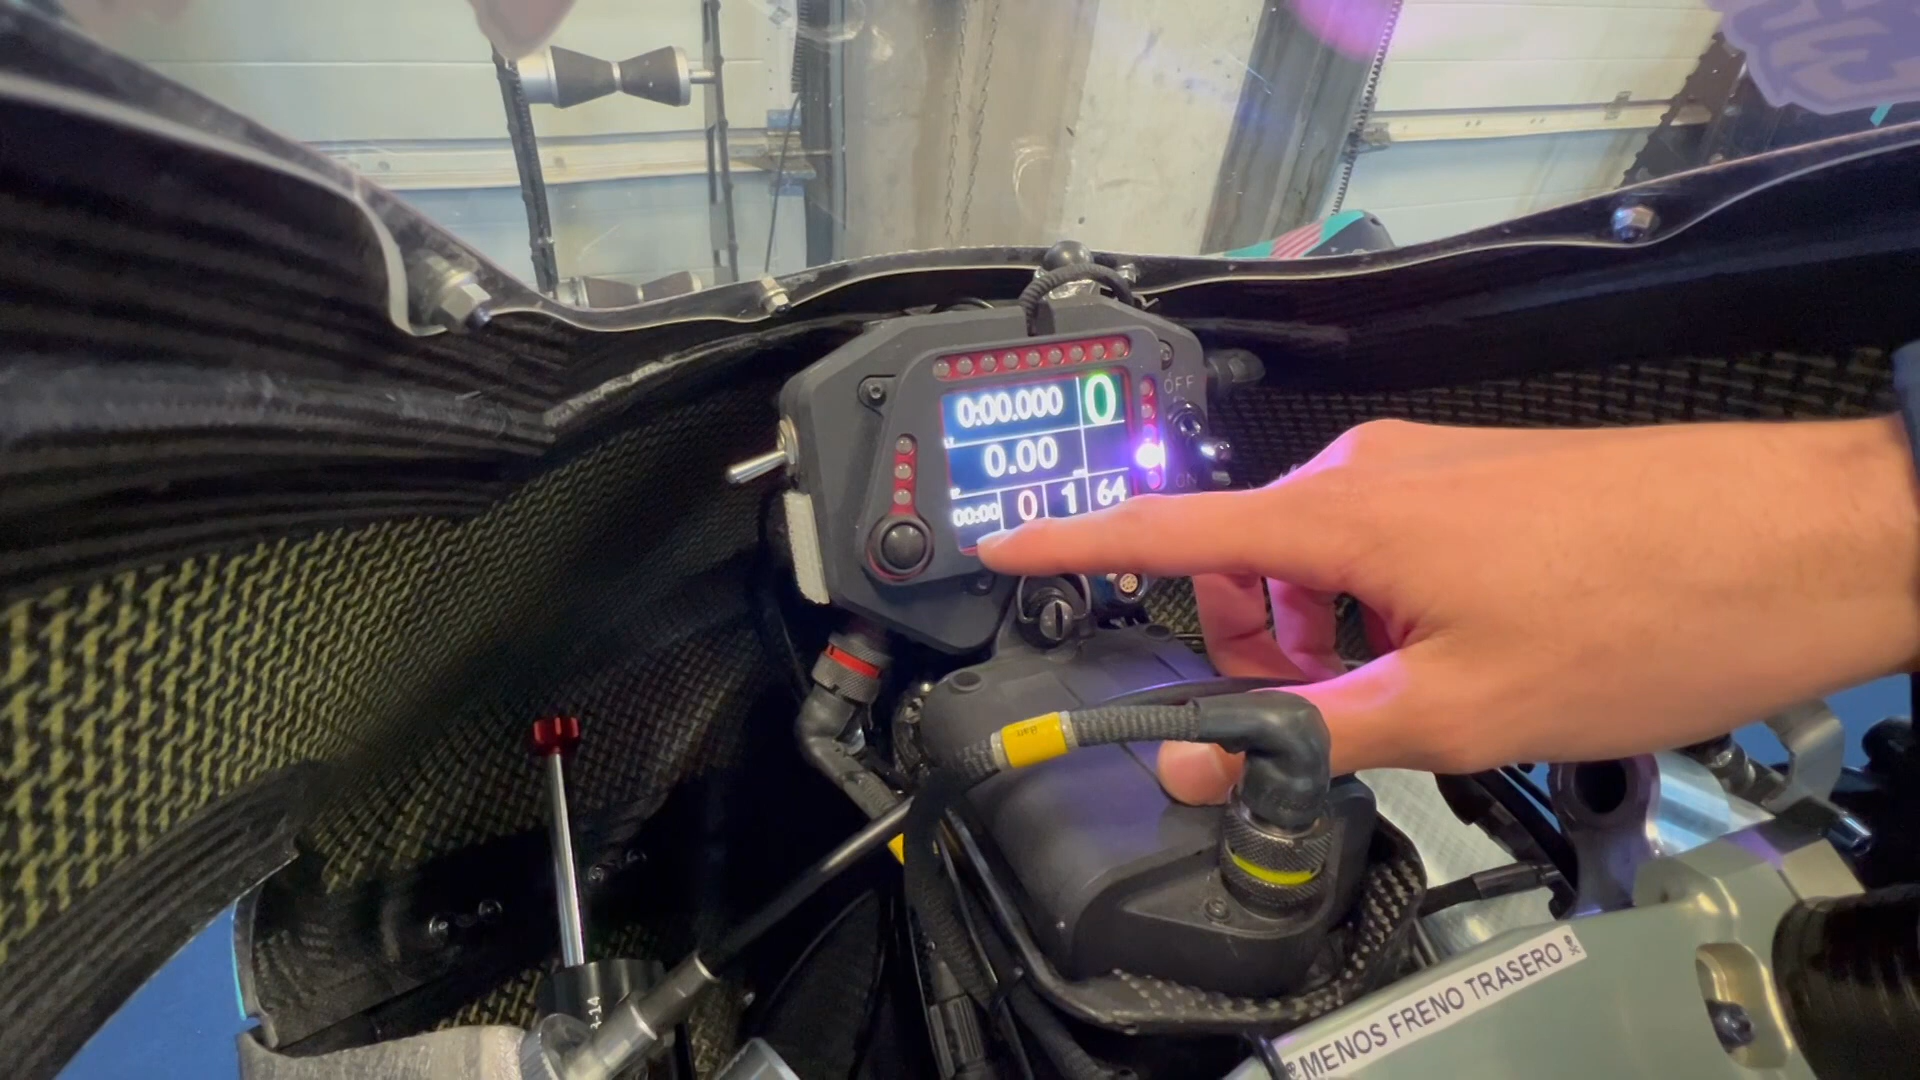 OFF
0:00.000 0
0.00
ON
00:00 0 1 64
MENOS FRENO TRASERO